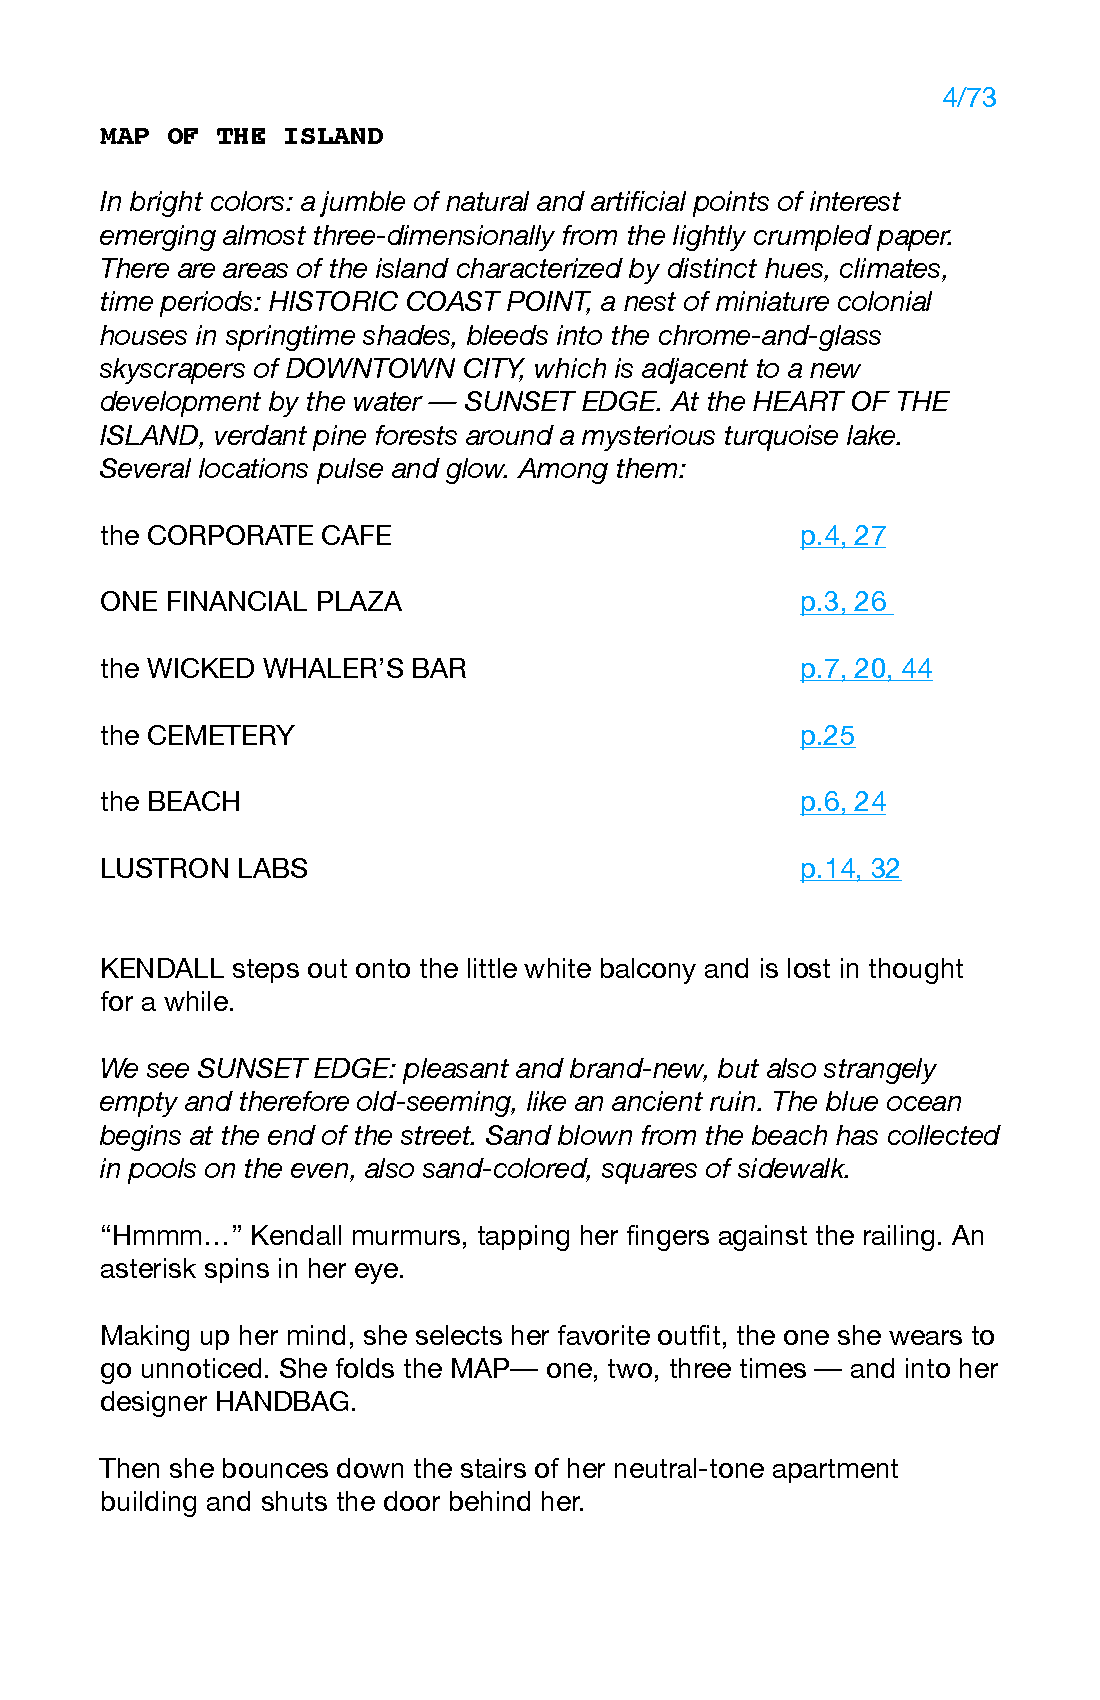 4/73
MAP OF THE ISLAND
In bright colors: a jumble of natural and artificial points of interest
emerging almost three-dimensionally from the lightly crumpled paper.
There are areas of the island characterized by distinct hues, climates,
time periods: HISTORIC COAST POINT, a nest of miniature colonial
houses in springtime shades, bleeds into the chrome-and-glass
skyscrapers of DOWNTOWN CITY, which is adjacent to a new
development by the water — SUNSET EDGE. At the HEART OF THE
ISLAND, verdant pine forests around a mysterious turquoise lake.
Several locations pulse and glow. Among them:
the CORPORATE CAFE p.4, 27
ONE FINANCIAL PLAZA p.3, 26
the WICKED WHALER’S BAR p.7, 20, 44
the CEMETERY p.25
the BEACH p.6, 24
LUSTRON LABS p.14, 32
KENDALL steps out onto the little white balcony and is lost in thought
for a while.
We see SUNSET EDGE: pleasant and brand-new, but also strangely
empty and therefore old-seeming, like an ancient ruin. The blue ocean
begins at the end of the street. Sand blown from the beach has collected
in pools on the even, also sand-colored, squares of sidewalk.
“Hmmm…” Kendall murmurs, tapping her fingers against the railing. An
asterisk spins in her eye.
Making up her mind, she selects her favorite outfit, the one she wears to
go unnoticed. She folds the MAP— one, two, three times — and into her
designer HANDBAG.
Then she bounces down the stairs of her neutral-tone apartment
building and shuts the door behind her.